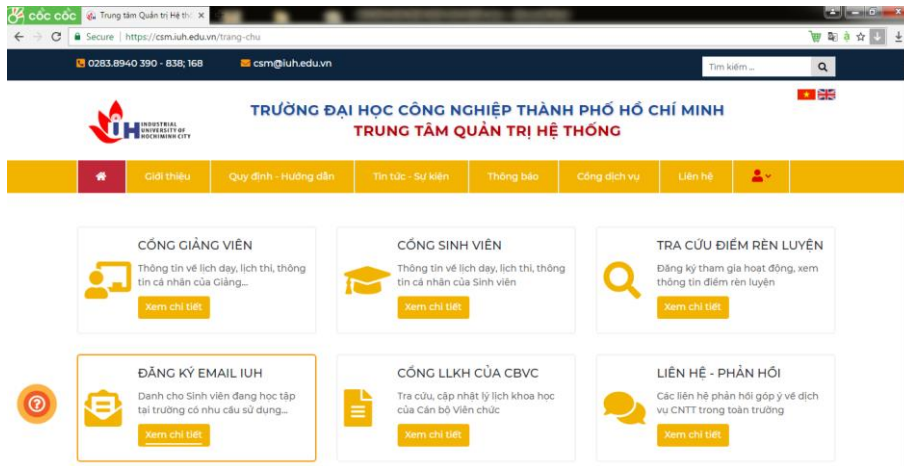 cốc cốc
Trung tâm Quản trị Hệ thố
Secure
https://csm.iuh.edu.vn/trang-chu
0283.8940 390 - 838; 168
csm@iuh.edu.vn
Tìm kiếm ...
INDUSTRIAL
UNIVERSITY OF
HOCHIMINH CITY
IUH
TRƯỜNG ĐẠI HỌC CÔNG NGHIỆP THÀNH PHỐ HỒ CHÍ MINH
TRUNG TÂM QUẢN TRỊ HỆ THỐNG
Giới thiệu
Quy định - Hướng dẫn
Tin tức - Sự kiện
Thông báo
Cổng dịch vụ
Liên hệ
CỔNG GIẢNG VIÊN
Thông tin về lịch dạy, lịch thi, thông
tin cá nhân của Giảng...
Xem chi tiết
CỔNG SINH VIÊN
Thông tin về lịch dạy, lịch thi, thông
tin cá nhân của Sinh viên
Xem chi tiết
TRA CỨU ĐIỂM RÈN LUYỆN
Đăng ký tham gia hoạt động, xem
thông tin điểm rèn luyện
Xem chi tiết
ĐĂNG KÝ EMAIL IUH
Danh cho Sinh viên đang học tập
tại trường có nhu cầu sử dụng...
Xem chi tiết
CỔNG LLKH CỦA CBVC
Tra cứu, cập nhật lý lịch khoa học
của Cán bộ Viên chức
Xem chi tiết
LIÊN HỆ - PHẢN HỒI
Các liên hệ phản hồi góp ý về dịch
vụ CNTT trong toàn trường
Xem chi tiết